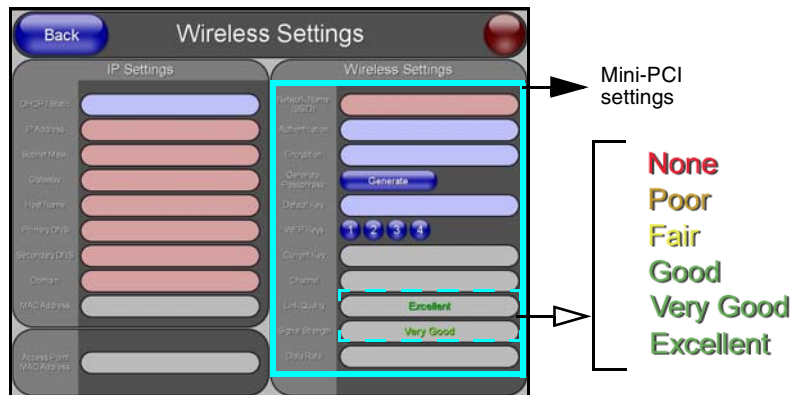 Back
Wireless Settings
IP Settings
DHCP / Static
IP Address
Subnet Mask
Gateway
Host Name
Primary DNS
Secondary DNS
Domain
MAC Address
Access Point
MAC Address
Wireless Settings
Network Name
(SSID)
Authentication
Encryption
Generate
Passphrase
Generate
Default Key
WEP Keys
1 2 3 4
Current Key
Channel
Link Quality
Excellent
Signal Strength
Very Good
Data Rate
Mini-PCI
settings
None
Poor
Fair
Good
Very Good
Excellent